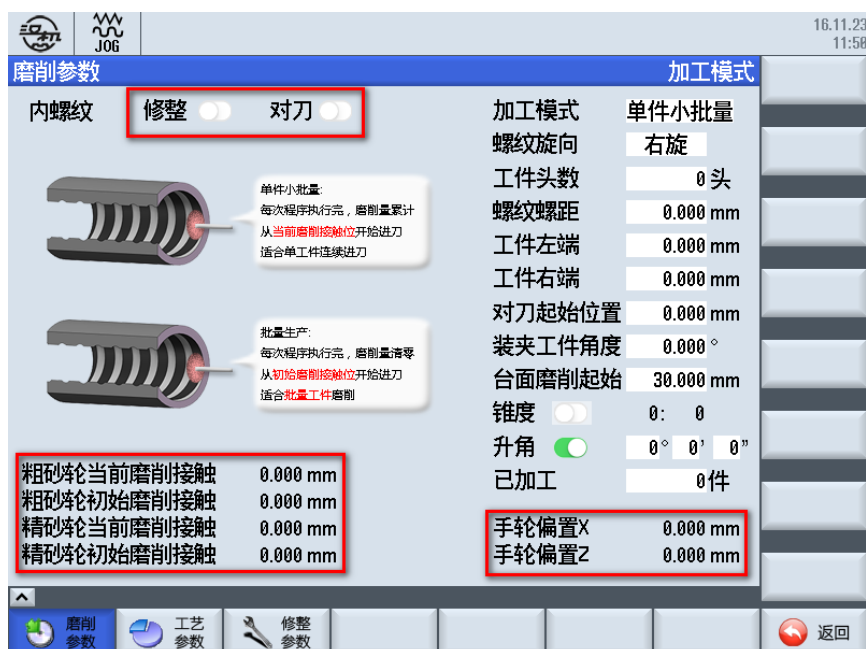 汉机
JOG
16.11.23
11:58
磨削参数
加工模式
内螺纹
修整
对刀
单件小批量:
每次程序执行完，磨削量累计
从当前磨削接触位开始进刀
适合单工件连续进刀
批量生产:
每次程序执行完，磨削量清零
从初始磨削接触位开始进刀
适合批量工件磨削
粗砂轮当前磨削接触 0.000 mm
粗砂轮初始磨削接触 0.000 mm
精砂轮当前磨削接触 0.000 mm
精砂轮初始磨削接触 0.000 mm
加工模式 单件小批量
螺纹旋向 右旋
工件头数 0 头
螺纹螺距 0.000 mm
工件左端 0.000 mm
工件右端 0.000 mm
对刀起始位置 0.000 mm
装夹工件角度 0.000 °
台面磨削起始 30.000 mm
锥度 0: 0
升角 0° 0' 0"
已加工 0件
手轮偏置X 0.000 mm
手轮偏置Z 0.000 mm
磨削
参数
工艺
参数
修整
参数
返回